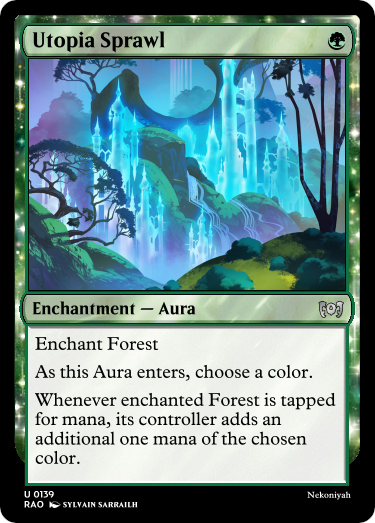 Utopia Sprawl
Enchantment — Aura
Enchant Forest
As this Aura enters, choose a color.
Whenever enchanted Forest is tapped
for mana, its controller adds an
additional one mana of the chosen
color.
U 0139
RAO SYLVAIN SARRAILH
Nekoniyah